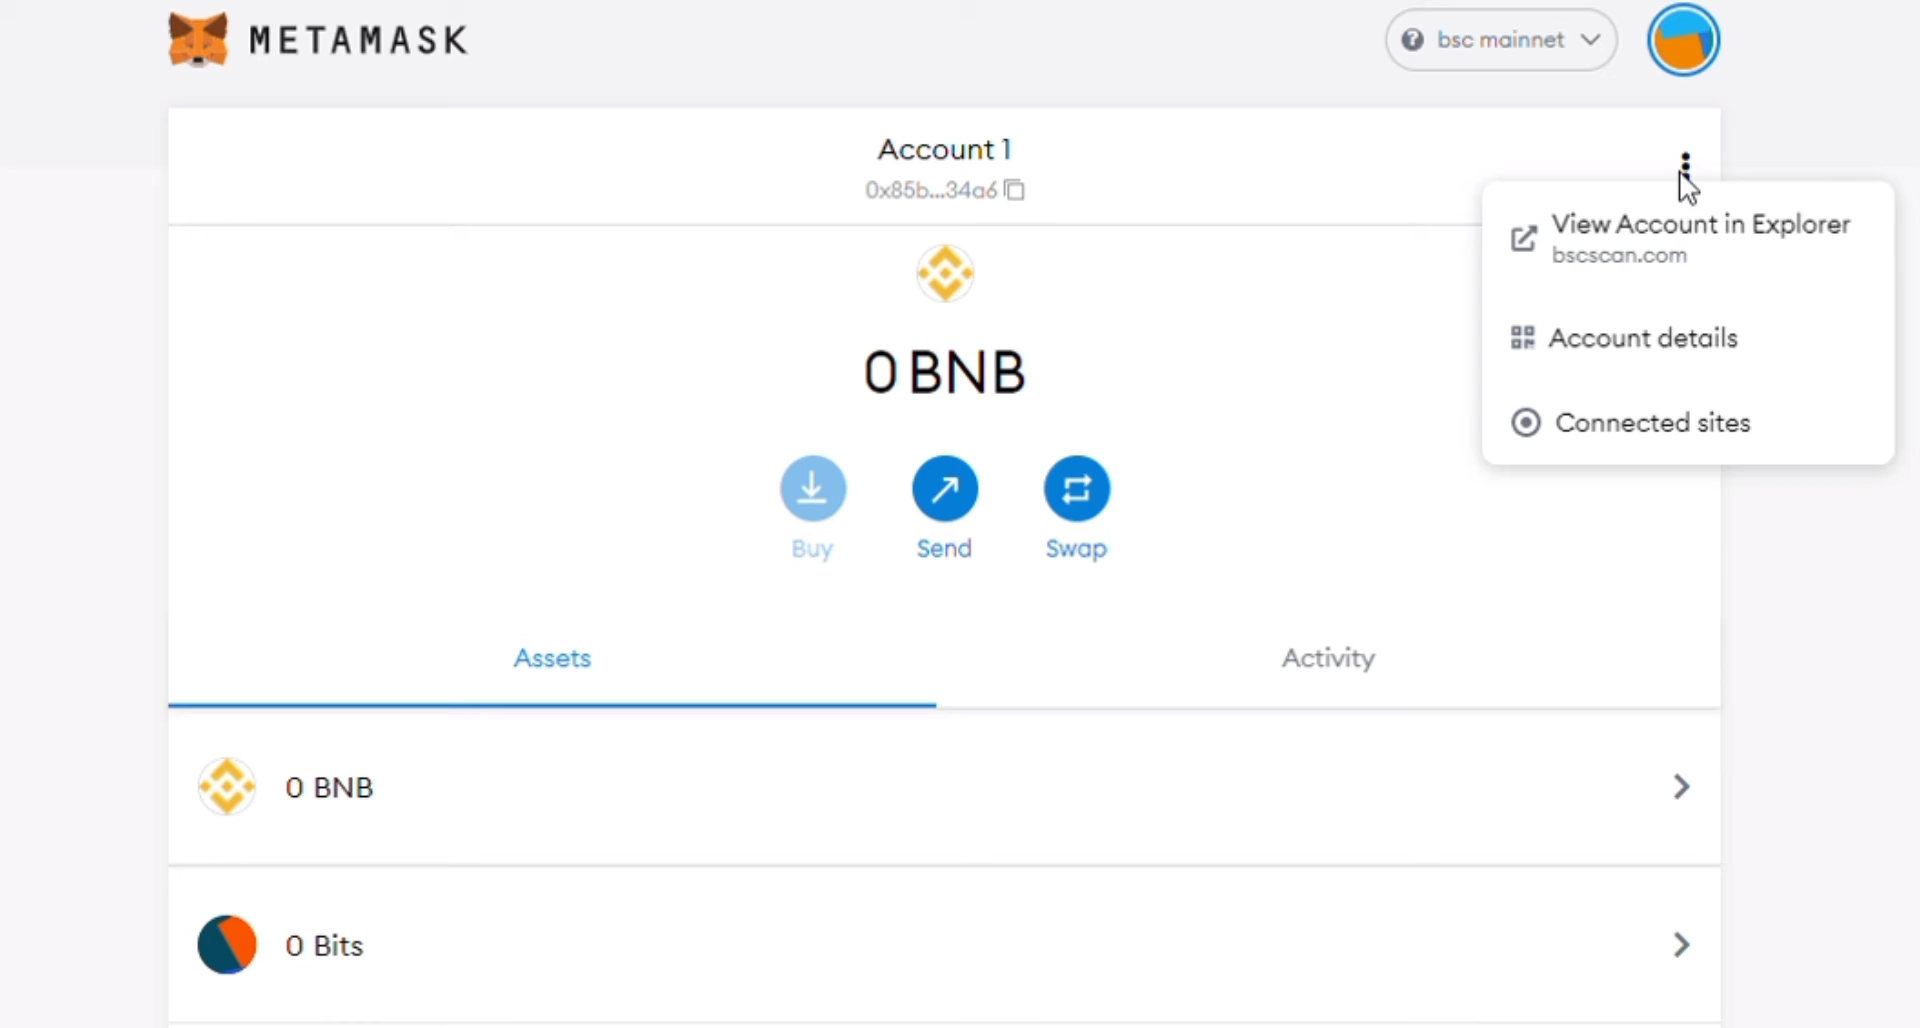 METAMASK
bsc mainnet
Account 1
0x85b...34a6
View Account in Explorer
bscscan.com
Account details
Connected sites
0 BNB
Buy
Send
Swap
Assets
Activity
0 BNB
0 Bits